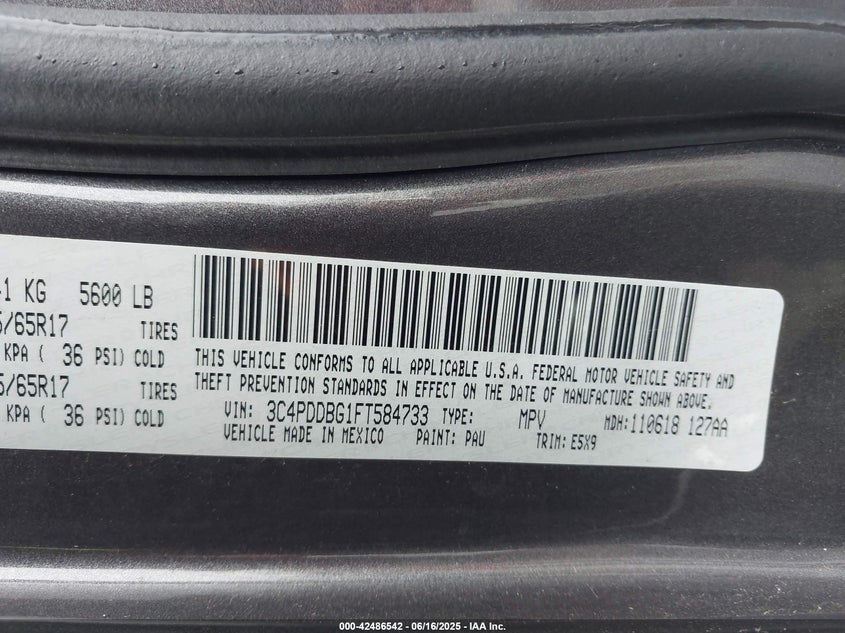 1 KG 5600 LB
5/65R17 TIRES
KPA ( 36 PSI) COLD
5/65R17 TIRES
KPA ( 36 PSI) COLD
THIS VEHICLE CONFORMS TO ALL APPLICABLE U.S.A. FEDERAL MOTOR VEHICLE SAFETY AND
THEFT PREVENTION STANDARDS IN EFFECT ON THE DATE OF MANUFACTURE SHOWN ABOVE.
VIN: 3C4PDDBG1FT584733 TYPE: MPV MDH:110618 127AA
VEHICLE MADE IN MEXICO PAINT: PAU TRIM: E5X9
000-42486542 - 06/16/2025 - IAA Inc.